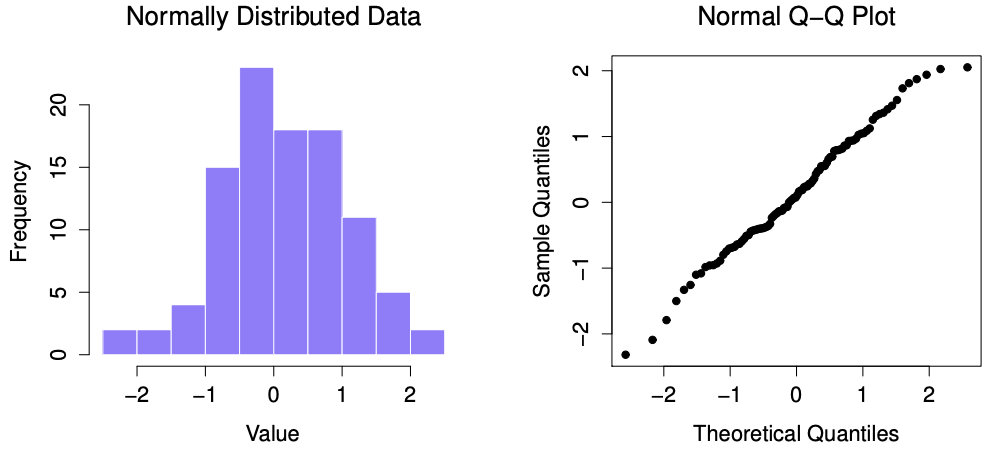 Normally Distributed Data
Frequency
20
15
10
5
0
−2 −1 0 1 2
Value
Normal Q−Q Plot
Sample Quantiles
2
1
0
−1
−2
−2 −1 0 1 2
Theoretical Quantiles